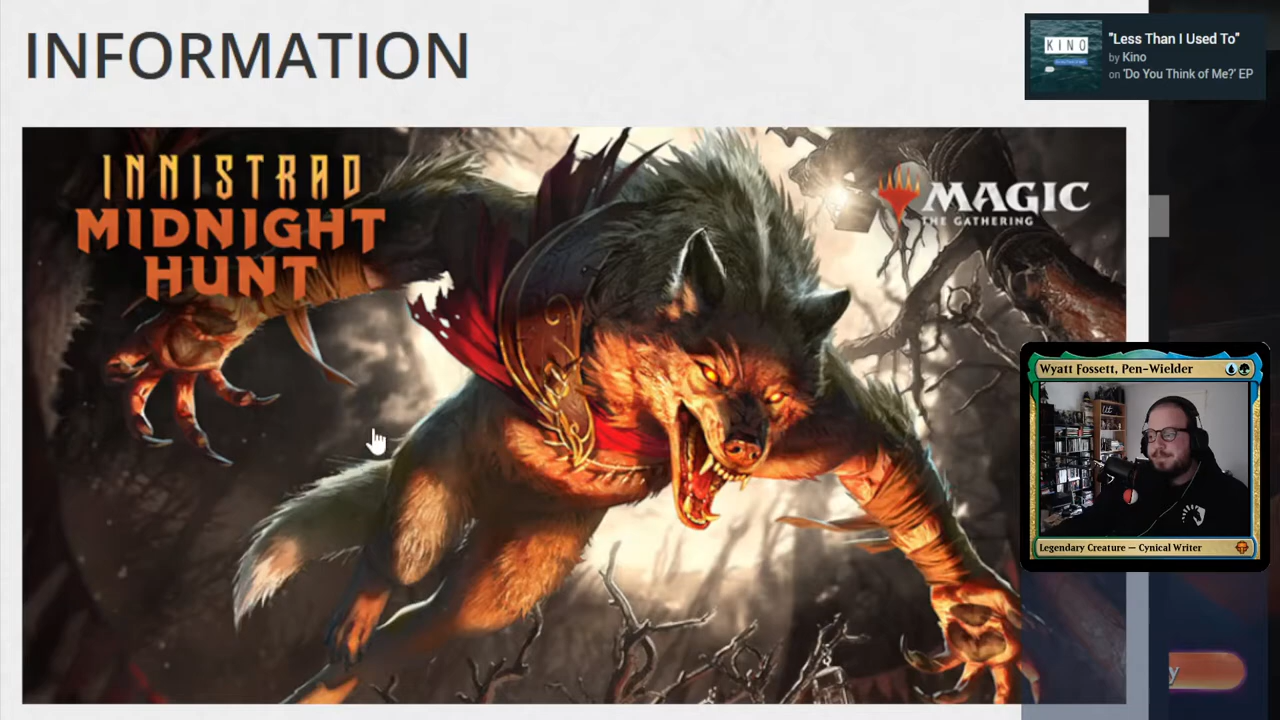 INFORMATION
KINO
"Less Than I Used To"
by Kino
on 'Do You Think of Me?' EP
INNISTRAD
MIDNIGHT
HUNT
MAGIC
THE GATHERING
Wyatt Fossett, Pen-Wielder
Legendary Creature — Cynical Writer